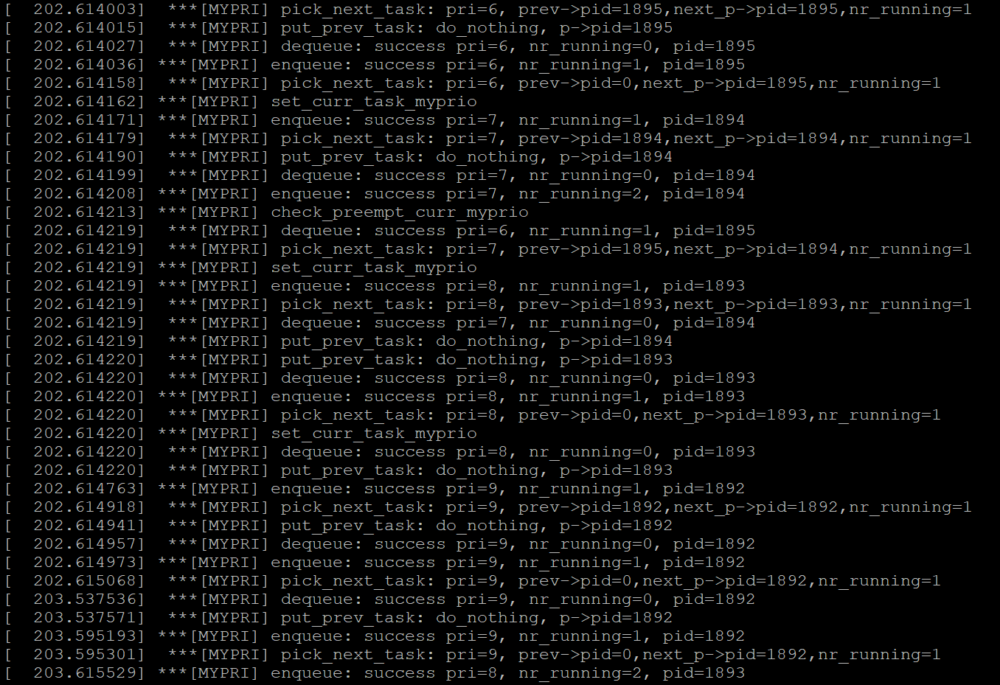 [  202.614003]  ***[MYPRI] pick_next_task: pri=6, prev->pid=1895,next_p->pid=1895,nr_running=1
[  202.614015]  ***[MYPRI] put_prev_task: do_nothing, p->pid=1895
[  202.614027]  ***[MYPRI] dequeue: success pri=6, nr_running=0, pid=1895
[  202.614036] ***[MYPRI] enqueue: success pri=6, nr_running=1, pid=1895
[  202.614158]  ***[MYPRI] pick_next_task: pri=6, prev->pid=0,next_p->pid=1895,nr_running=1
[  202.614162] ***[MYPRI] set_curr_task_myprio
[  202.614171] ***[MYPRI] enqueue: success pri=7, nr_running=1, pid=1894
[  202.614179]  ***[MYPRI] pick_next_task: pri=7, prev->pid=1894,next_p->pid=1894,nr_running=1
[  202.614190]  ***[MYPRI] put_prev_task: do_nothing, p->pid=1894
[  202.614199]  ***[MYPRI] dequeue: success pri=7, nr_running=0, pid=1894
[  202.614208] ***[MYPRI] enqueue: success pri=7, nr_running=2, pid=1894
[  202.614213] ***[MYPRI] check_preempt_curr_myprio
[  202.614219]  ***[MYPRI] dequeue: success pri=6, nr_running=1, pid=1895
[  202.614219]  ***[MYPRI] pick_next_task: pri=7, prev->pid=1895,next_p->pid=1894,nr_running=1
[  202.614219] ***[MYPRI] set_curr_task_myprio
[  202.614219] ***[MYPRI] enqueue: success pri=8, nr_running=1, pid=1893
[  202.614219]  ***[MYPRI] pick_next_task: pri=8, prev->pid=1893,next_p->pid=1893,nr_running=1
[  202.614219]  ***[MYPRI] dequeue: success pri=7, nr_running=0, pid=1894
[  202.614219]  ***[MYPRI] put_prev_task: do_nothing, p->pid=1894
[  202.614220]  ***[MYPRI] put_prev_task: do_nothing, p->pid=1893
[  202.614220]  ***[MYPRI] dequeue: success pri=8, nr_running=0, pid=1893
[  202.614220] ***[MYPRI] enqueue: success pri=8, nr_running=1, pid=1893
[  202.614220]  ***[MYPRI] pick_next_task: pri=8, prev->pid=0,next_p->pid=1893,nr_running=1
[  202.614220] ***[MYPRI] set_curr_task_myprio
[  202.614220]  ***[MYPRI] dequeue: success pri=8, nr_running=0, pid=1893
[  202.614220]  ***[MYPRI] put_prev_task: do_nothing, p->pid=1893
[  202.614763] ***[MYPRI] enqueue: success pri=9, nr_running=1, pid=1892
[  202.614918]  ***[MYPRI] pick_next_task: pri=9, prev->pid=1892,next_p->pid=1892,nr_running=1
[  202.614941]  ***[MYPRI] put_prev_task: do_nothing, p->pid=1892
[  202.614957]  ***[MYPRI] dequeue: success pri=9, nr_running=0, pid=1892
[  202.614973] ***[MYPRI] enqueue: success pri=9, nr_running=1, pid=1892
[  202.615068]  ***[MYPRI] pick_next_task: pri=9, prev->pid=0,next_p->pid=1892,nr_running=1
[  203.537536]  ***[MYPRI] dequeue: success pri=9, nr_running=0, pid=1892
[  203.537571]  ***[MYPRI] put_prev_task: do_nothing, p->pid=1892
[  203.595193] ***[MYPRI] enqueue: success pri=9, nr_running=1, pid=1892
[  203.595301]  ***[MYPRI] pick_next_task: pri=9, prev->pid=0,next_p->pid=1892,nr_running=1
[  203.615529] ***[MYPRI] enqueue: success pri=8, nr_running=2, pid=1893